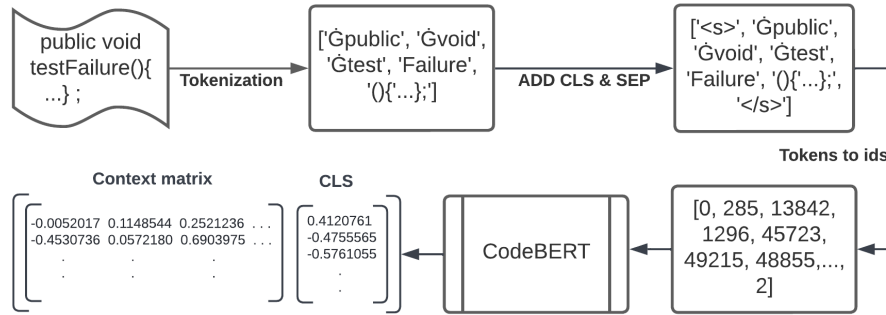 public void
testFailure(){
...} ;
Tokenization
['Ġpublic', 'Ġvoid',
'Ġtest', 'Failure',
'(){'...};']
ADD CLS & SEP
['<s>', 'Ġpublic',
'Ġvoid', 'Ġtest',
'Failure', '(){'...};',
'</s>']
Tokens to ids
[0, 285, 13842,
1296, 45723,
49215, 48855,...,
2]
CodeBERT
CLS
0.4120761
-0.4755565
-0.5761055
.
.
Context matrix
-0.0052017 0.1148544 0.2521236 . . .
-0.4530736 0.0572180 0.6903975 . . .
. . .
. . .